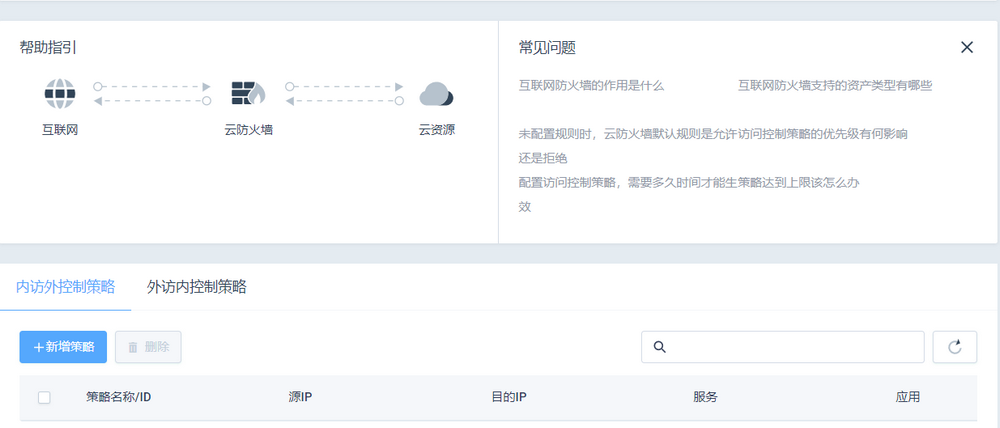 帮助指引
互联网
云防火墙
云资源
常见问题
互联网防火墙的作用是什么
互联网防火墙支持的资产类型有哪些
未配置规则时，云防火墙默认规则是允许访问控制策略的优先级有何影响
还是拒绝
配置访问控制策略，需要多久时间才能生策略达到上限该怎么办
效
内访外控制策略 外访内控制策略
+新增策略 删除
策略名称/ID 源IP 目的IP 服务 应用